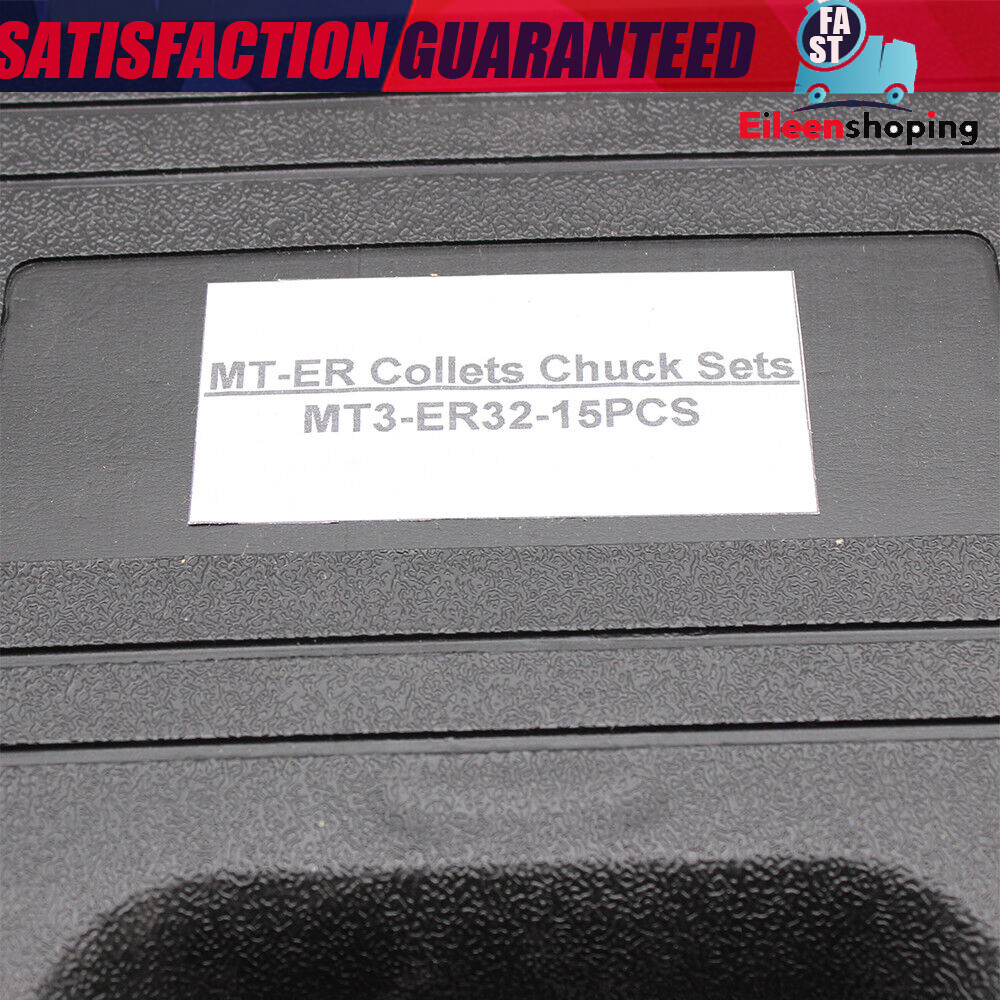 SATISFACTION GUARANTEED
FA
ST
Eileenshoping
MT-ER Collets Chuck Sets
MT3-ER32-15PCS